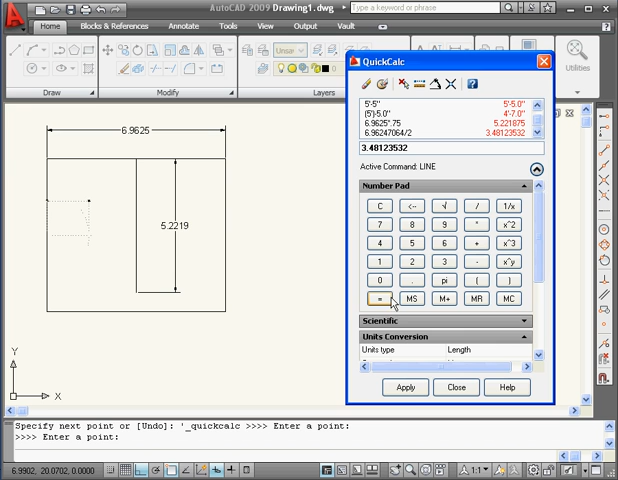 AutoCAD 2009 Drawing1.dwg
Type a keyword or phrase
Home
Blocks & References
Annotate
Tools
View
Output
Vault
Draw
Modify
Layers
Utilities
QuickCalc
5'-5" 5'-5.0"
(5')-5.0" 4'-7.0"
6.9625*.75 5.221875
6.96247064/2 3.48123532
3.48123532
Active Command: LINE
Number Pad
C <-- √ / 1/x
7 8 9 * x^2
4 5 6 + x^3
1 2 3 - x^y
0 . pi ( )
= MS M+ MR MC
Scientific
Units Conversion
Units type Length
Apply Close Help
6.9625
5.2219
Y
X
Specify next point or [Undo]: '_quickcalc >>>> Enter a point:
>>>> Enter a point:
6.9902, 20.0702, 0.0000
1:1